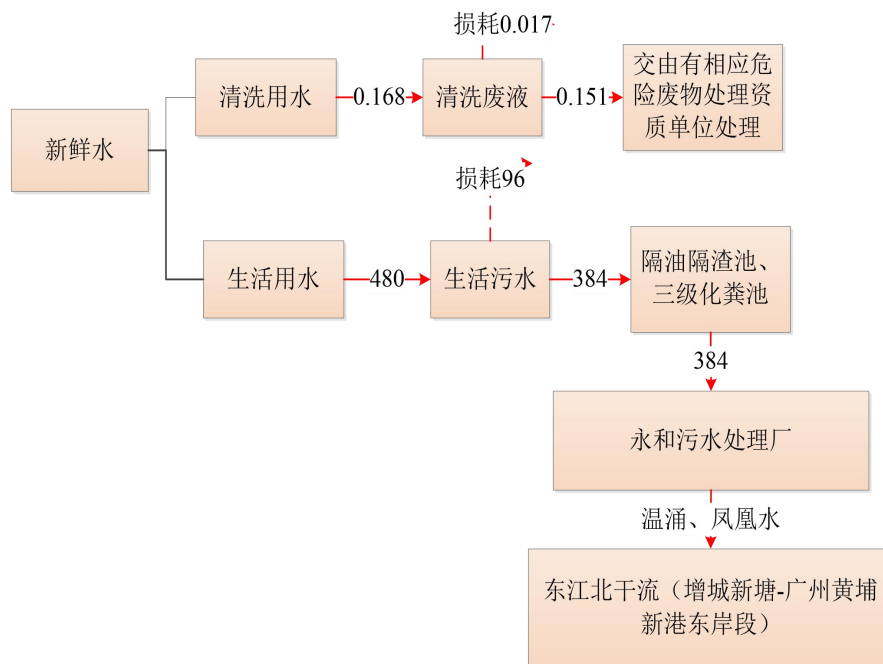 损耗0.017
新鲜水
清洗用水
0.168
清洗废液
0.151
交由有相应危
险废物处理资
质单位处理
损耗96
生活用水
480
生活污水
384
隔油隔渣池、
三级化粪池
384
永和污水处理厂
温涌、凤凰水
东江北干流（增城新塘-广州黄埔
新港东岸段）